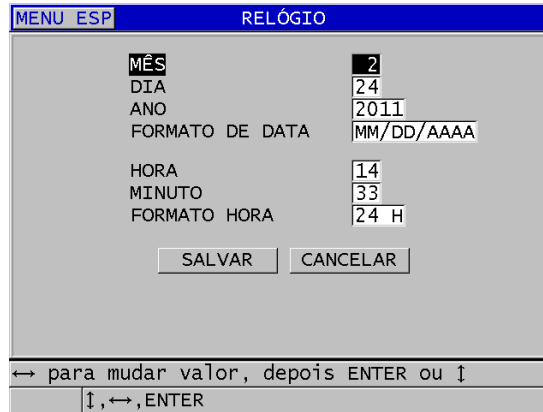 MENU ESP RELÓGIO
MÊS 2
DIA 24
ANO 2011
FORMATO DE DATA MM/DD/AAAA
HORA 14
MINUTO 33
FORMATO HORA 24 H
SALVAR CANCELAR
↔ para mudar valor, depois ENTER ou ↕
↕,↔,ENTER